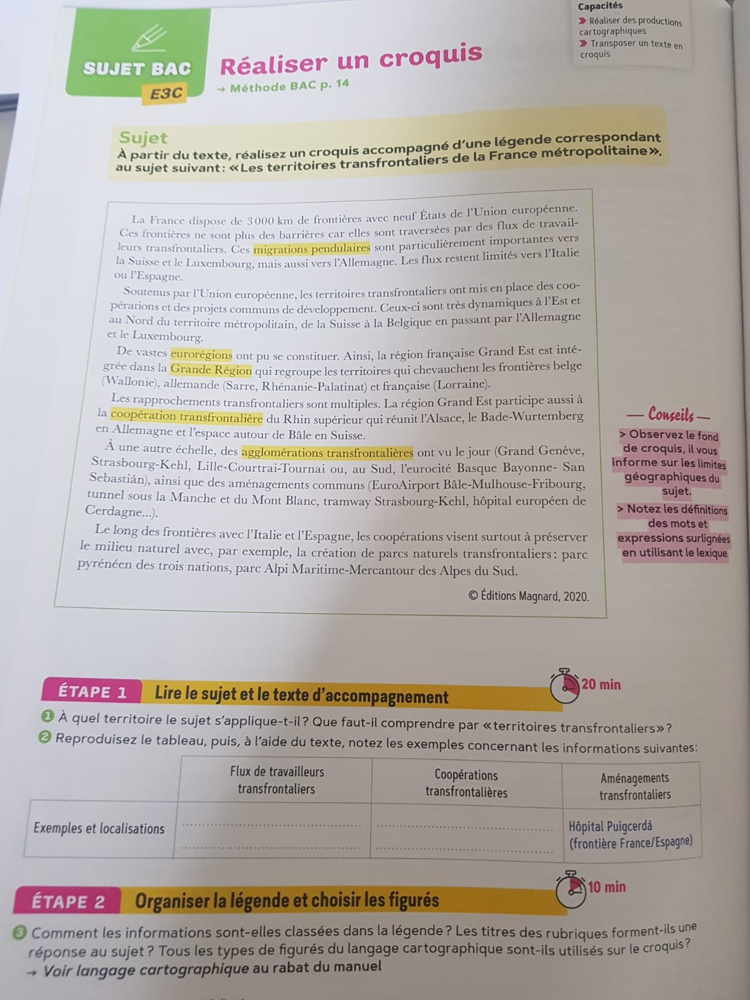 Capacités
» Réaliser des productions
cartographiques
» Transposer un texte en
croquis
SUJET BAC
E3C
Réaliser un croquis
→ Méthode BAC p. 14
Sujet
À partir du texte, réalisez un croquis accompagné d'une légende correspondant
au sujet suivant : « Les territoires transfrontaliers de la France métropolitaine ».
La France dispose de 3 000 km de frontières avec neuf États de l'Union européenne.
Ces frontières ne sont plus des barrières car elles sont traversées par des flux de travail-
leurs transfrontaliers. Ces migrations pendulaires sont particulièrement importantes vers
la Suisse et le Luxembourg, mais aussi vers l'Allemagne. Les flux restent limités vers l'Italie
ou l'Espagne.
Soutenus par l'Union européenne, les territoires transfrontaliers ont mis en place des coo-
pérations et des projets communs de développement. Ceux-ci sont très dynamiques à l'Est et
au Nord du territoire métropolitain, de la Suisse à la Belgique en passant par l'Allemagne
et le Luxembourg.
De vastes eurorégions ont pu se constituer. Ainsi, la région française Grand Est est inté-
grée dans la Grande Région qui regroupe les territoires qui chevauchent les frontières belge
(Wallonie), allemande (Sarre, Rhénanie-Palatinat) et française (Lorraine).
Les rapprochements transfrontaliers sont multiples. La région Grand Est participe aussi à
la coopération transfrontalière du Rhin supérieur qui réunit l'Alsace, le Bade-Wurtemberg
en Allemagne et l'espace autour de Bâle en Suisse.
À une autre échelle, des agglomérations transfrontalières ont vu le jour (Grand Genève,
Strasbourg-Kehl, Lille-Courtrai-Tournai ou, au Sud, l'eurocité Basque Bayonne- San
Sebastián), ainsi que des aménagements communs (EuroAirport Bâle-Mulhouse-Fribourg,
tunnel sous la Manche et du Mont Blanc, tramway Strasbourg-Kehl, hôpital européen de
Cerdagne...).
Le long des frontières avec l'Italie et l'Espagne, les coopérations visent surtout à préserver
le milieu naturel avec, par exemple, la création de parcs naturels transfrontaliers : parc
pyrénéen des trois nations, parc Alpi Maritime-Mercantour des Alpes du Sud.
© Éditions Magnard, 2020.
— Conseils —
> Observez le fond
de croquis, il vous
informe sur les limites
géographiques du
sujet.
> Notez les définitions
des mots et
expressions surlignées
en utilisant le lexique.
ÉTAPE 1 Lire le sujet et le texte d'accompagnement
20 min
1 À quel territoire le sujet s'applique-t-il ? Que faut-il comprendre par « territoires transfrontaliers » ?
2 Reproduisez le tableau, puis, à l'aide du texte, notez les exemples concernant les informations suivantes :
Flux de travailleurs
transfrontaliers
Coopérations
transfrontalières
Aménagements
transfrontaliers
Exemples et localisations
Hôpital Puigcerdá
(frontière France/Espagne)
ÉTAPE 2 Organiser la légende et choisir les figurés
10 min
3 Comment les informations sont-elles classées dans la légende ? Les titres des rubriques forment-ils une
réponse au sujet ? Tous les types de figurés du langage cartographique sont-ils utilisés sur le croquis ?
→ Voir langage cartographique au rabat du manuel